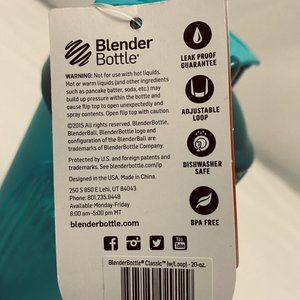 Blender
Bottle®
WARNING: Not for use with hot liquids.
Hot or warm liquids (and other ingredients
such as pancake batter, soda, etc.) may
build up pressure within the bottle and
cause flip top to open unexpectedly and
spray contents. Open flip top with caution.
©2015 All rights reserved. BlenderBottle,
BlenderBall, BlenderBottle logo and
configuration of the BlenderBall are
trademarks of BlenderBottle Company.
Protected by U.S. and foreign patents and
trademarks. See blenderbottle.com/ip
Designed in the USA. Made in China.
250 S 850 E Lehi, UT 84043
Phone: 801.235.9448
Available Monday-Friday
8:00 am-5:00 pm MT
blenderbottle.com
f
You
Tube
LEAK PROOF
GUARANTEE
ADJUSTABLE
LOOP
DISHWASHER
SAFE
BPA FREE
BlenderBottle® Classic™ (w/Loop) - 20-oz.